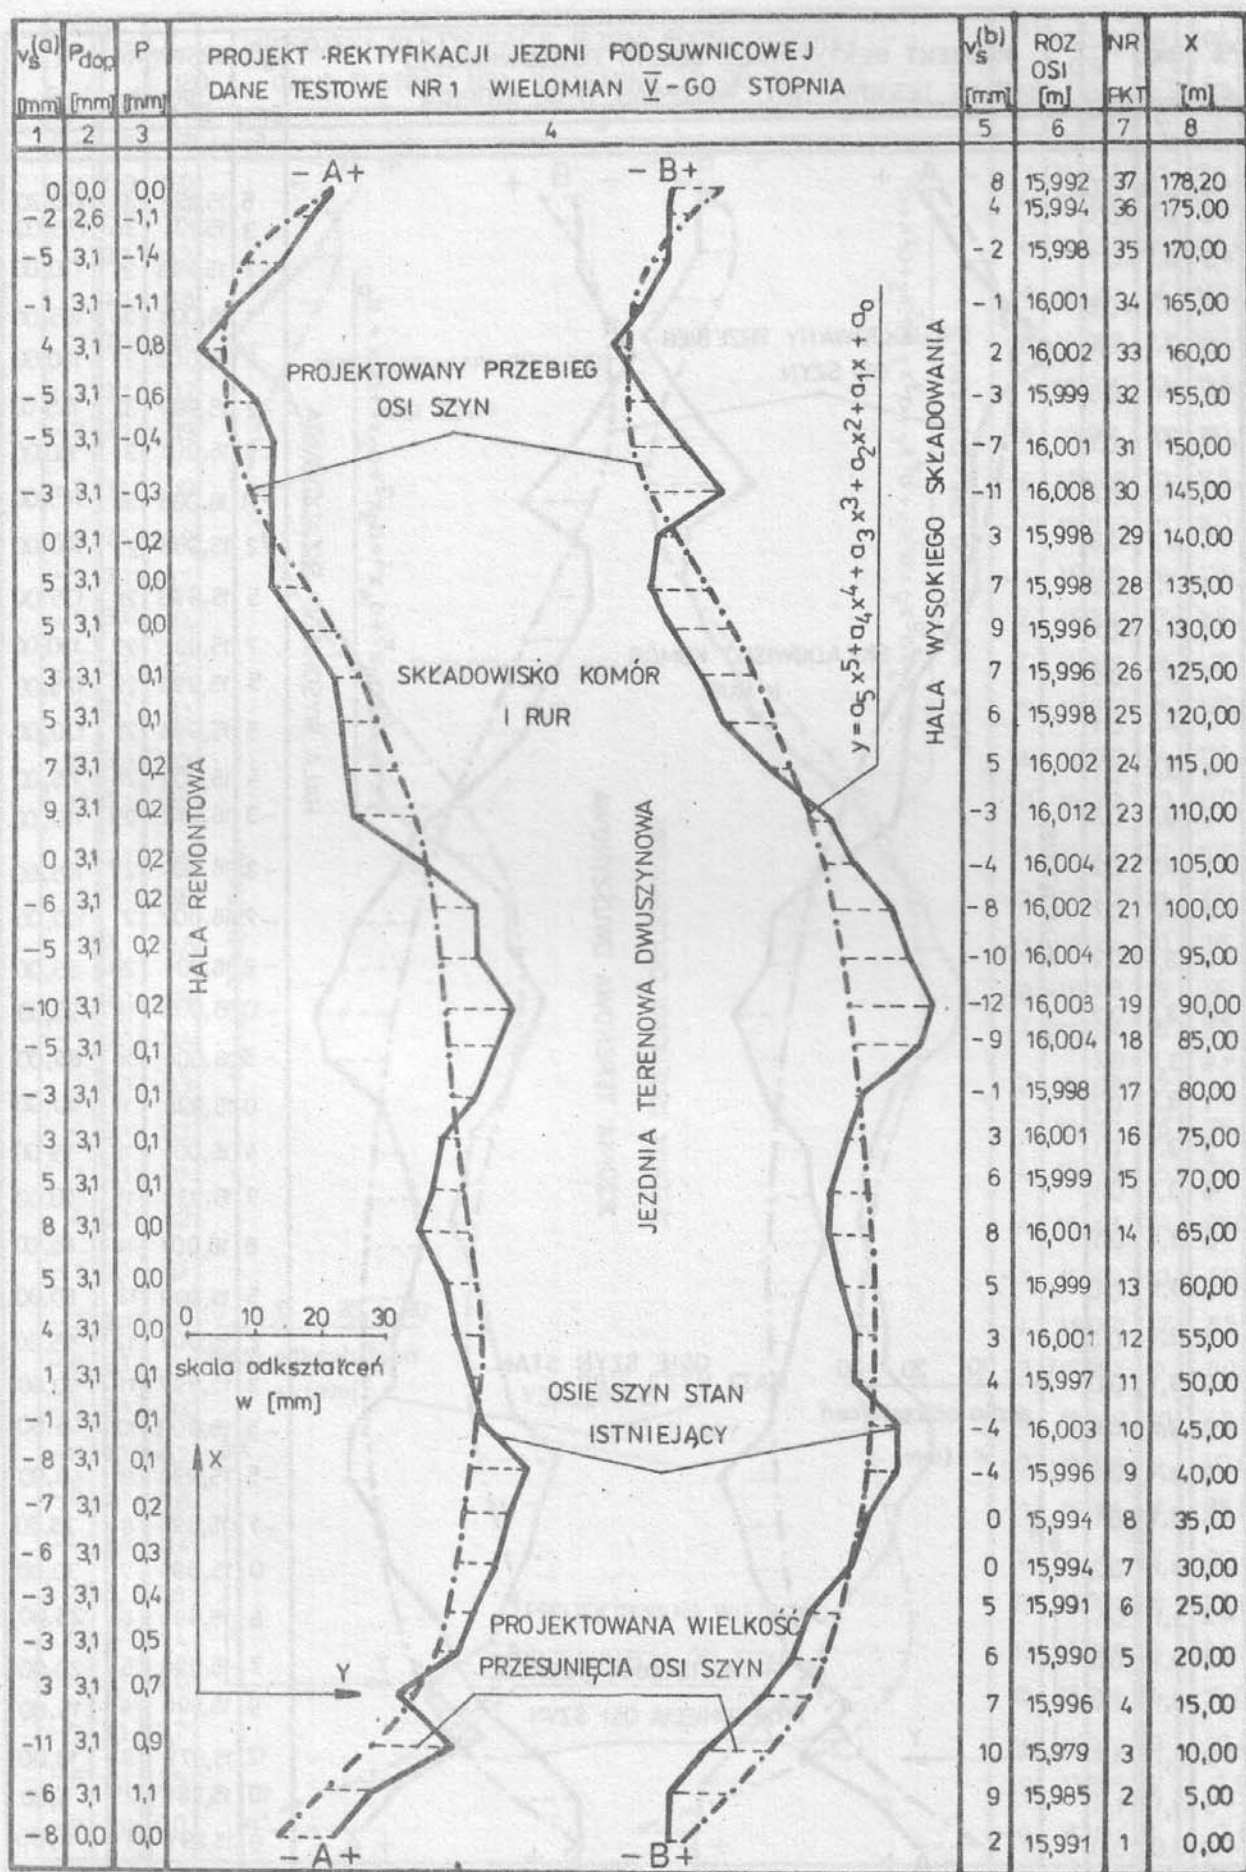 vs(a) Pdop P PROJEKT REKTYFIKACJI JEZDNI PODSUWNICOWEJ vs(b) ROZ. OSI NR PKT X
[mm] [mm] [mm] DANE TESTOWE NR 1 WIELOMIAN V-GO STOPNIA [mm] [m] [m]
1 2 3 4 5 6 7 8
- A + - B +
0 0,0 0,0 8 15,992 37 178,20
-2 2,6 -1,1 4 15,994 36 175,00
-5 3,1 -1,4 -2 15,998 35 170,00
-1 3,1 -1,1 -1 16,001 34 165,00
4 3,1 -0,8 2 16,002 33 160,00
-5 3,1 -0,6 -3 15,999 32 155,00
-5 3,1 -0,4 -7 16,001 31 150,00
-3 3,1 -0,3 -11 16,008 30 145,00
0 3,1 -0,2 3 15,998 29 140,00
5 3,1 0,0 7 15,998 28 135,00
5 3,1 0,0 9 15,996 27 130,00
3 3,1 0,1 7 15,996 26 125,00
5 3,1 0,1 6 15,998 25 120,00
7 3,1 0,2 5 16,002 24 115,00
9 3,1 0,2 -3 16,012 23 110,00
0 3,1 0,2 -4 16,004 22 105,00
-6 3,1 0,2 -8 16,002 21 100,00
-5 3,1 0,2 -10 16,004 20 95,00
-10 3,1 0,2 -12 16,003 19 90,00
-5 3,1 0,1 -9 16,004 18 85,00
-3 3,1 0,1 -1 15,998 17 80,00
3 3,1 0,1 3 16,001 16 75,00
5 3,1 0,1 6 15,999 15 70,00
8 3,1 0,0 8 16,001 14 65,00
5 3,1 0,0 5 15,999 13 60,00
4 3,1 0,0 3 16,001 12 55,00
1 3,1 0,1 4 15,997 11 50,00
-1 3,1 0,1 -4 16,003 10 45,00
-8 3,1 0,1 -4 15,996 9 40,00
-7 3,1 0,2 0 15,994 8 35,00
-6 3,1 0,3 0 15,994 7 30,00
-3 3,1 0,4 5 15,991 6 25,00
-3 3,1 0,5 6 15,990 5 20,00
3 3,1 0,7 7 15,996 4 15,00
-11 3,1 0,9 10 15,979 3 10,00
-6 3,1 1,1 9 15,985 2 5,00
-8 0,0 0,0 2 15,991 1 0,00
PROJEKTOWANY PRZEBIEG
OSI SZYN
SKŁADOWISKO KOMÓR
I RUR
HALA REMONTOWA
JEZDNIA TERENOWA DWUSZYNOWA
y = a5x5 + a4x4 + a3x3 + a2x2 + a1x + a0
HALA WYSOKIEGO SKŁADOWANIA
0 10 20 30
skala odkształceń
w [mm]
OSIE SZYN STAN
ISTNIEJĄCY
X
Y
PROJEKTOWANA WIELKOŚĆ
PRZESUNIĘCIA OSI SZYN
- A + - B +